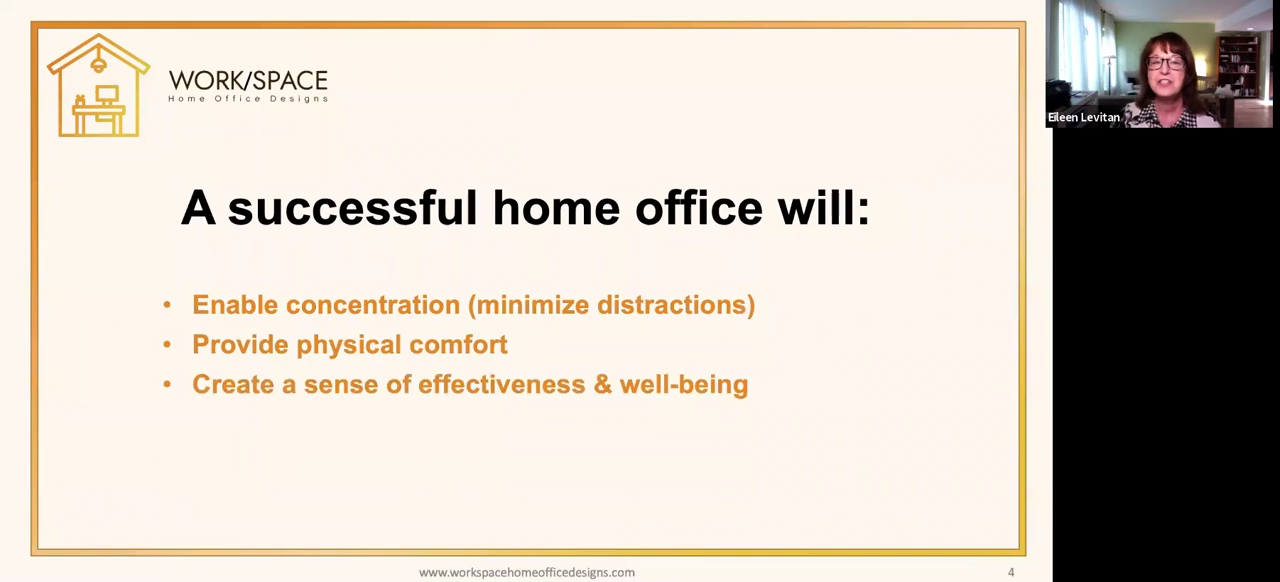 WORK/SPACE
Home Office Designs
Eileen Levitan
A successful home office will:
• Enable concentration (minimize distractions)
• Provide physical comfort
• Create a sense of effectiveness & well-being
www.workspacehomeofficedesigns.com
4